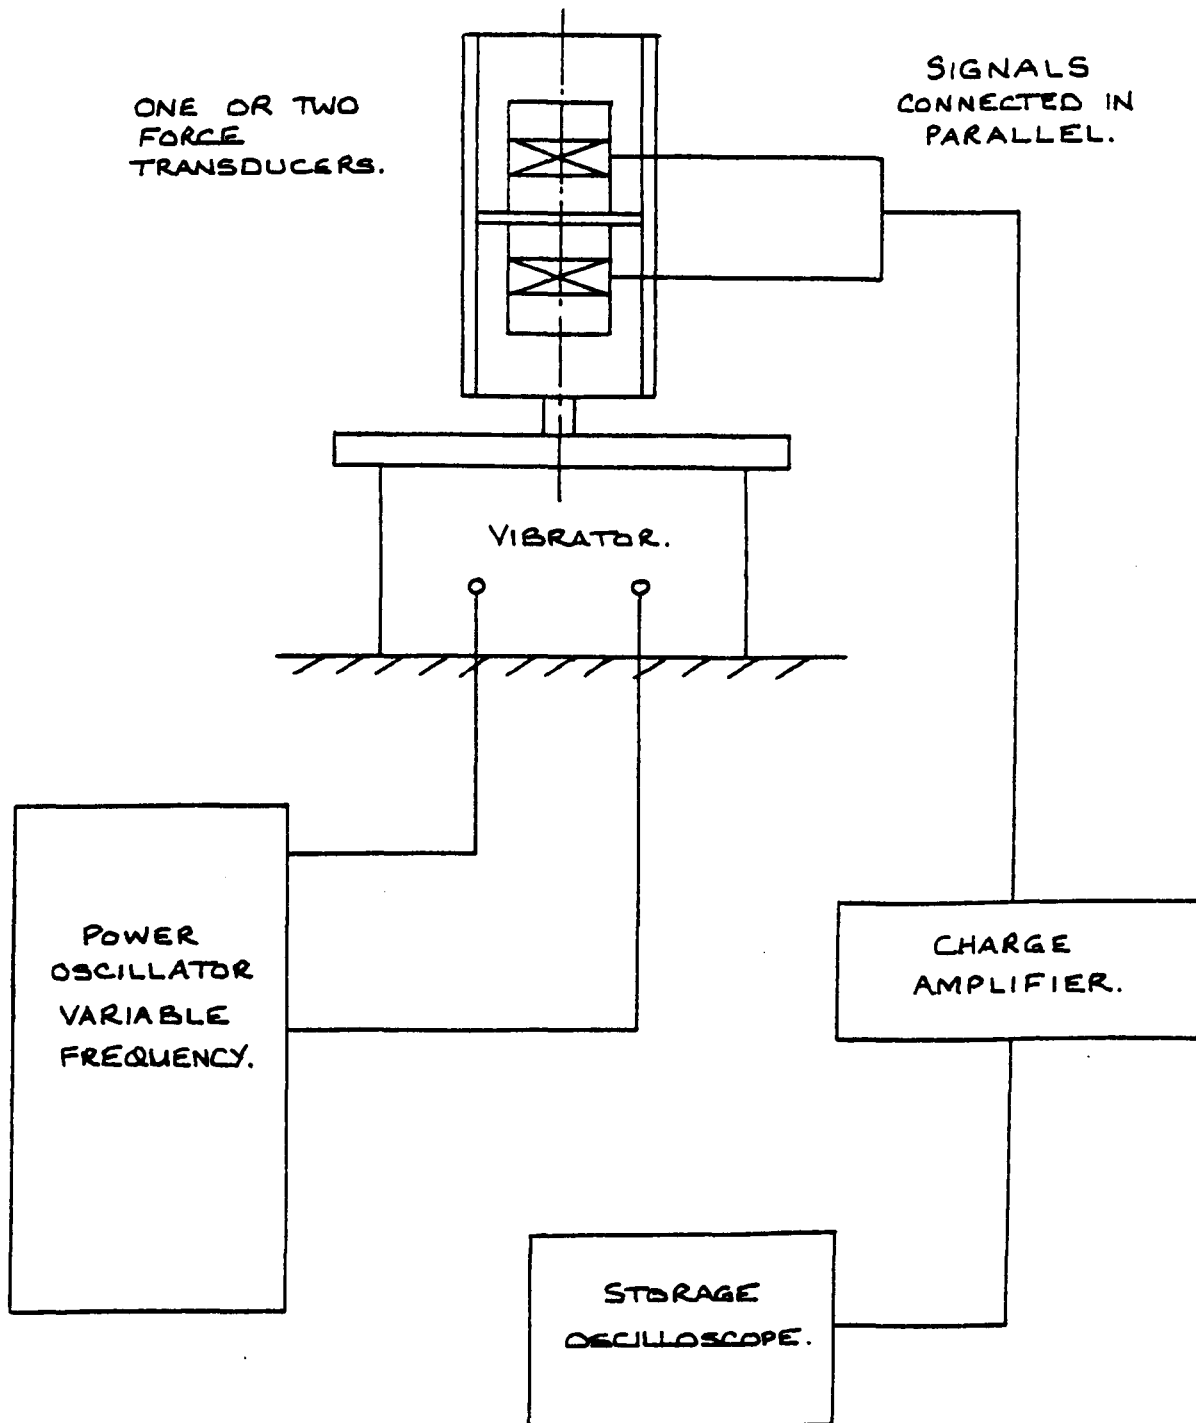 ONE OR TWO
FORCE
TRANSDUCERS.
SIGNALS
CONNECTED IN
PARALLEL.
VIBRATOR.
POWER
OSCILLATOR
VARIABLE
FREQUENCY.
CHARGE
AMPLIFIER.
STORAGE
OSCILLOSCOPE.